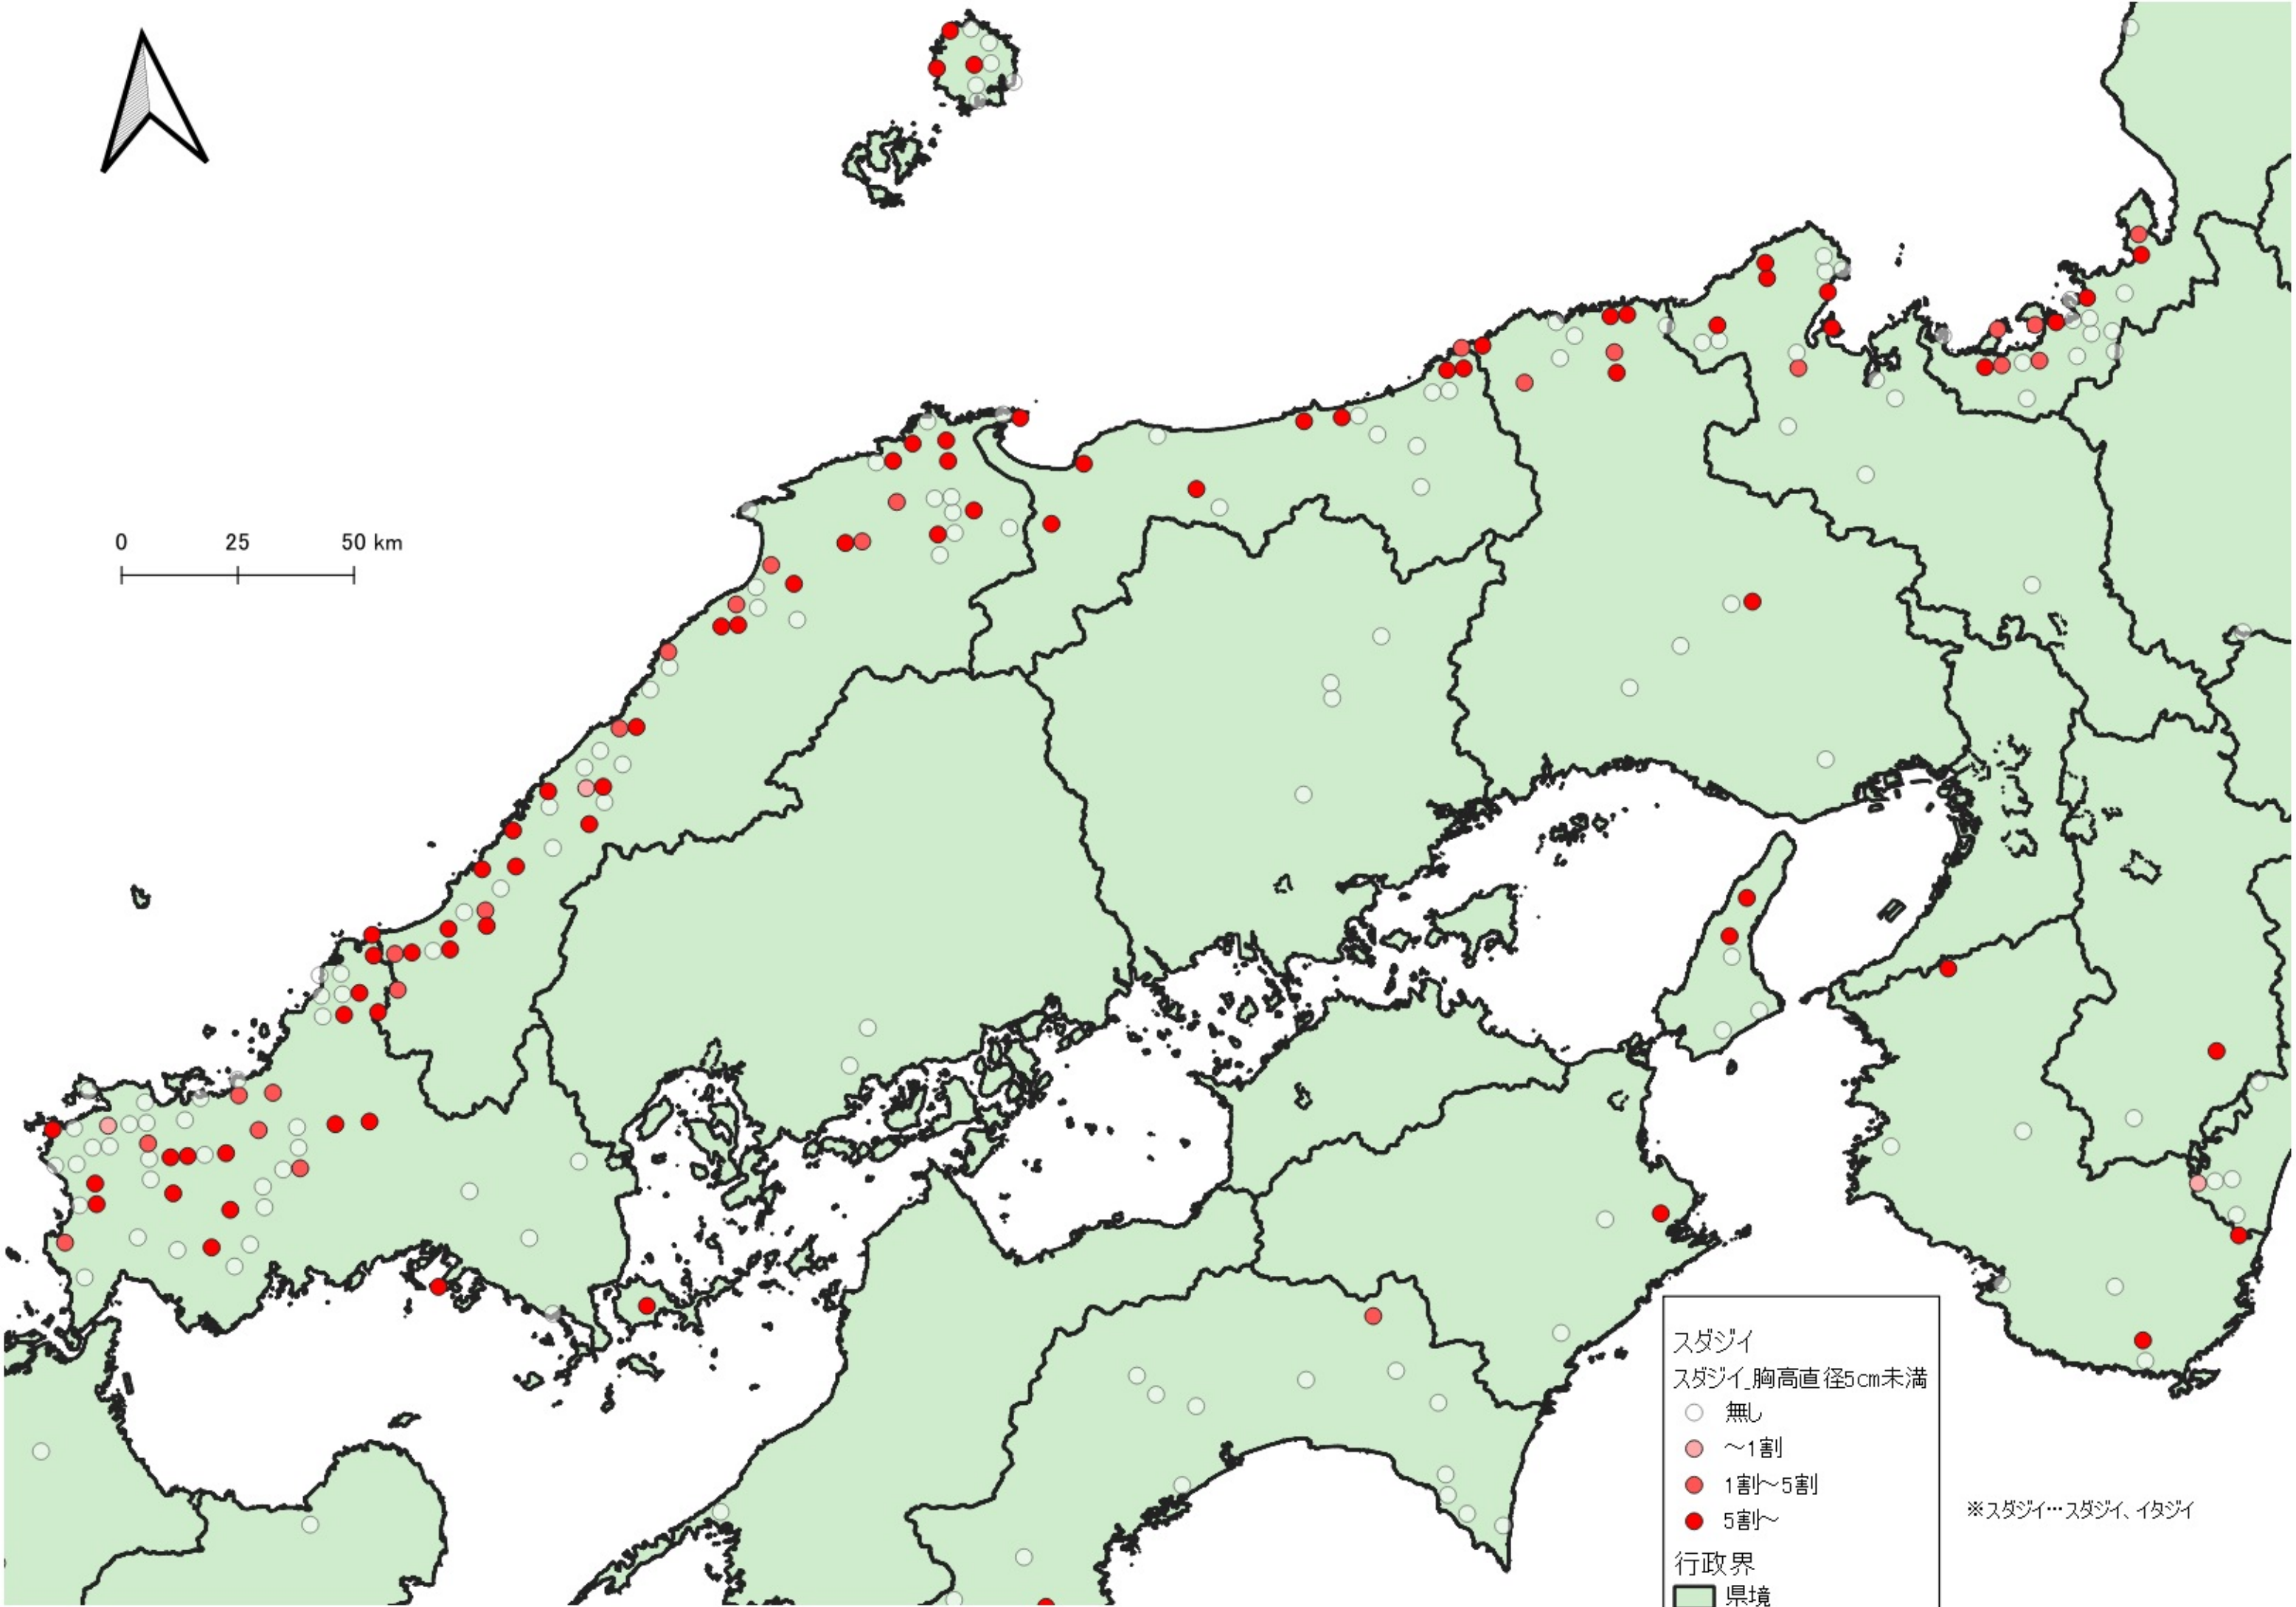 0 25 50 km
スダジイ
スダジイ_胸高直径5cm未満
無し
～1割
1割～5割
5割～
行政界
県境
※スダジイ…スダジイ、イタジイ